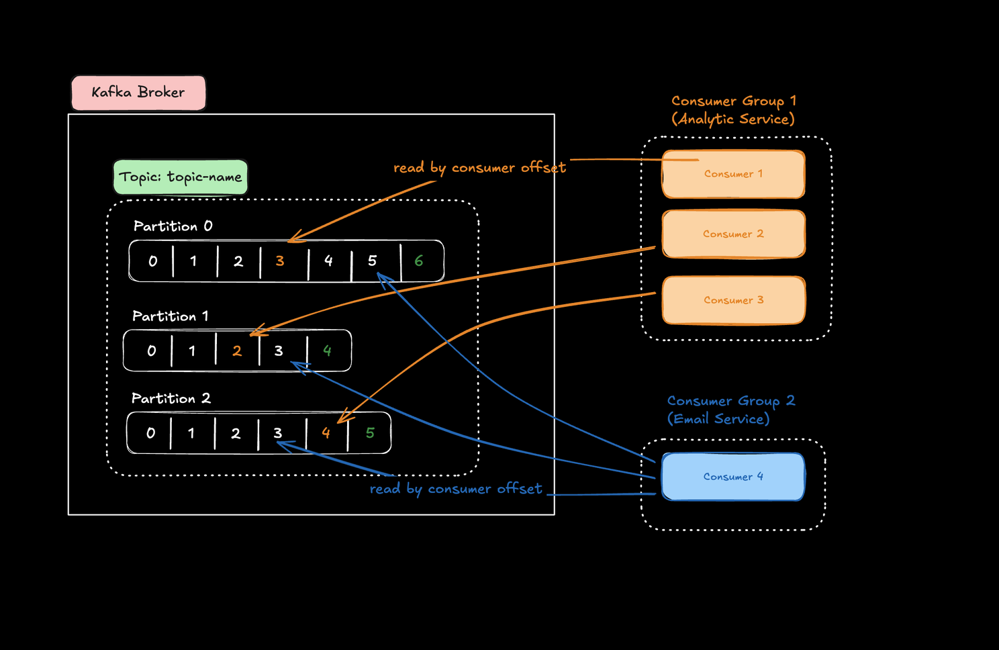 Kafka Broker
Consumer Group 1
(Analytic Service)
read by consumer offset
Consumer 1
Topic: topic-name
Partition 0
Consumer 2
0 1 2 3 4 5 6
Consumer 3
Partition 1
0 1 2 3 4
Partition 2
Consumer Group 2
(Email Service)
0 1 2 3 4 5
Consumer 4
read by consumer offset